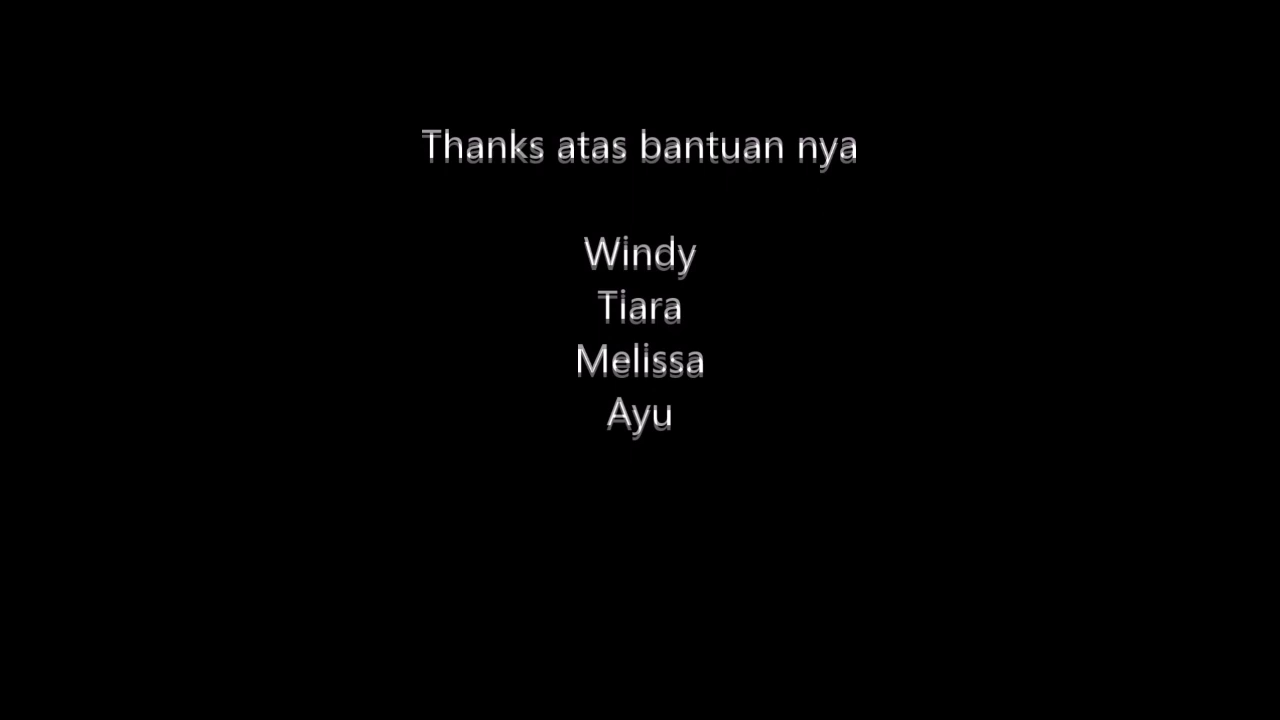 Thanks atas bantuan nya
Windy
Tiara
Melissa
Ayu